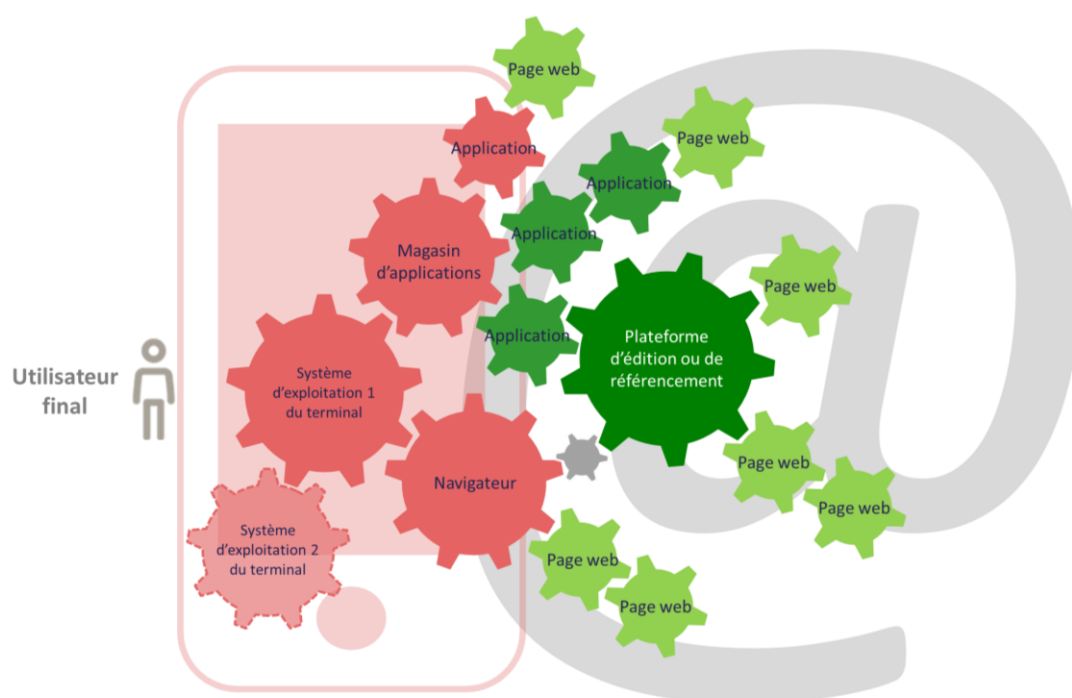 Page web
Application
Page web
Application
Application
Magasin
d'applications
Page web
Application
Plateforme
d'édition ou de
référencement
Utilisateur
final
Système
d'exploitation 1
du terminal
Navigateur
Page web
Page web
Système
d'exploitation 2
du terminal
Page web
Page web